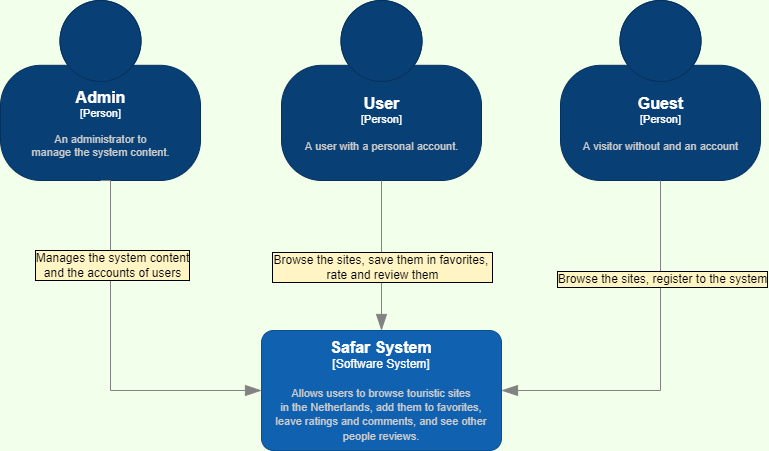 Admin
[Person]
An administrator to
manage the system content.
User
[Person]
A user with a personal account.
Guest
[Person]
A visitor without and an account
Manages the system content
and the accounts of users
Browse the sites, save them in favorites,
rate and review them
Browse the sites, register to the system
Safar System
[Software System]
Allows users to browse touristic sites
in the Netherlands, add them to favorites,
leave ratings and comments, and see other
people reviews.